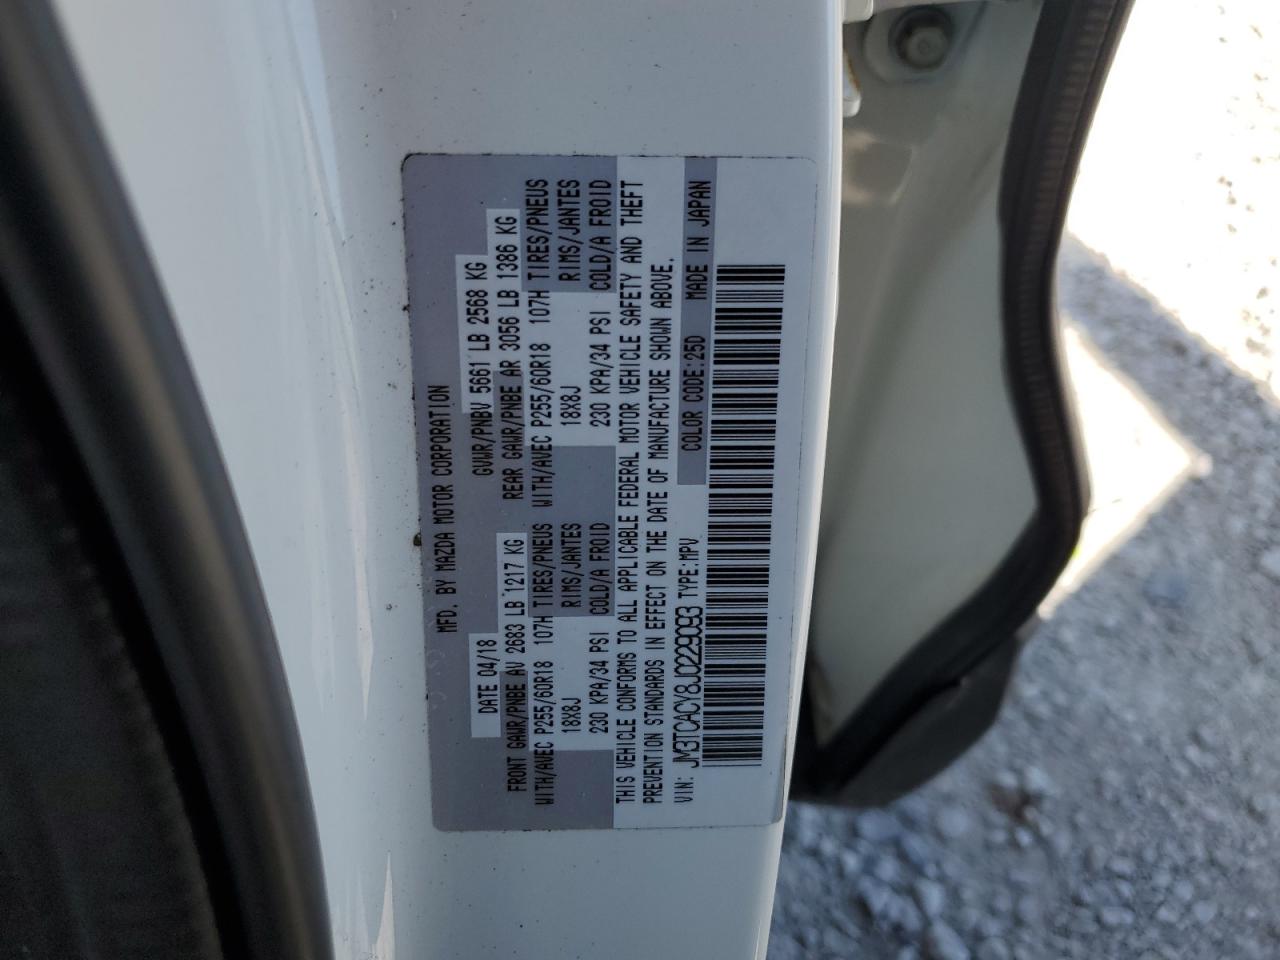 MFD. BY MAZDA MOTOR CORPORATION
DATE 04/18 GVWR/PNBV 5661 LB 2568 KG
FRONT GAWR/PNBE AV 2683 LB 1217 KG REAR GAWR/PNBE AR 3056 LB 1386 KG
WITH/AVEC P255/60R18 107H TIRES/PNEUS WITH/AVEC P255/60R18 107H TIRES/PNEUS
18X8J RIMS/JANTES 18X8J RIMS/JANTES
230 KPA/34 PSI COLD/A FROID 230 KPA/34 PSI COLD/A FROID
THIS VEHICLE CONFORMS TO ALL APPLICABLE FEDERAL MOTOR VEHICLE SAFETY AND THEFT
PREVENTION STANDARDS IN EFFECT ON THE DATE OF MANUFACTURE SHOWN ABOVE.
VIN: JM3TCACY8J0229093 TYPE:MPV COLOR CODE:25D MADE IN JAPAN